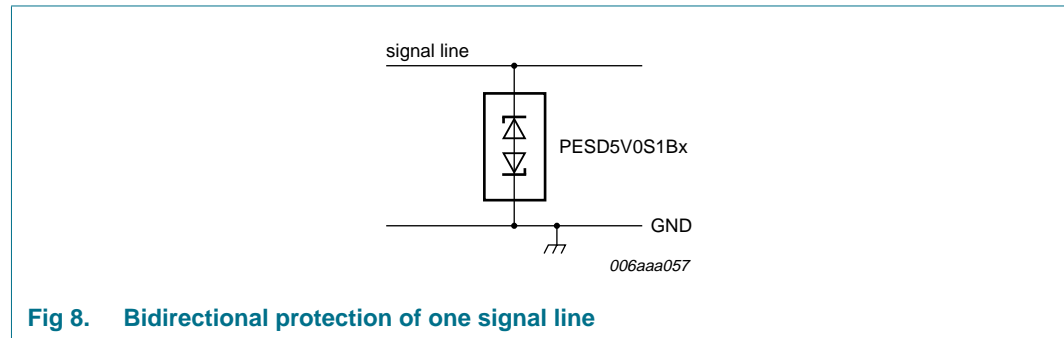 signal line
PESD5V0S1Bx
GND
006aaa057
Fig 8. Bidirectional protection of one signal line